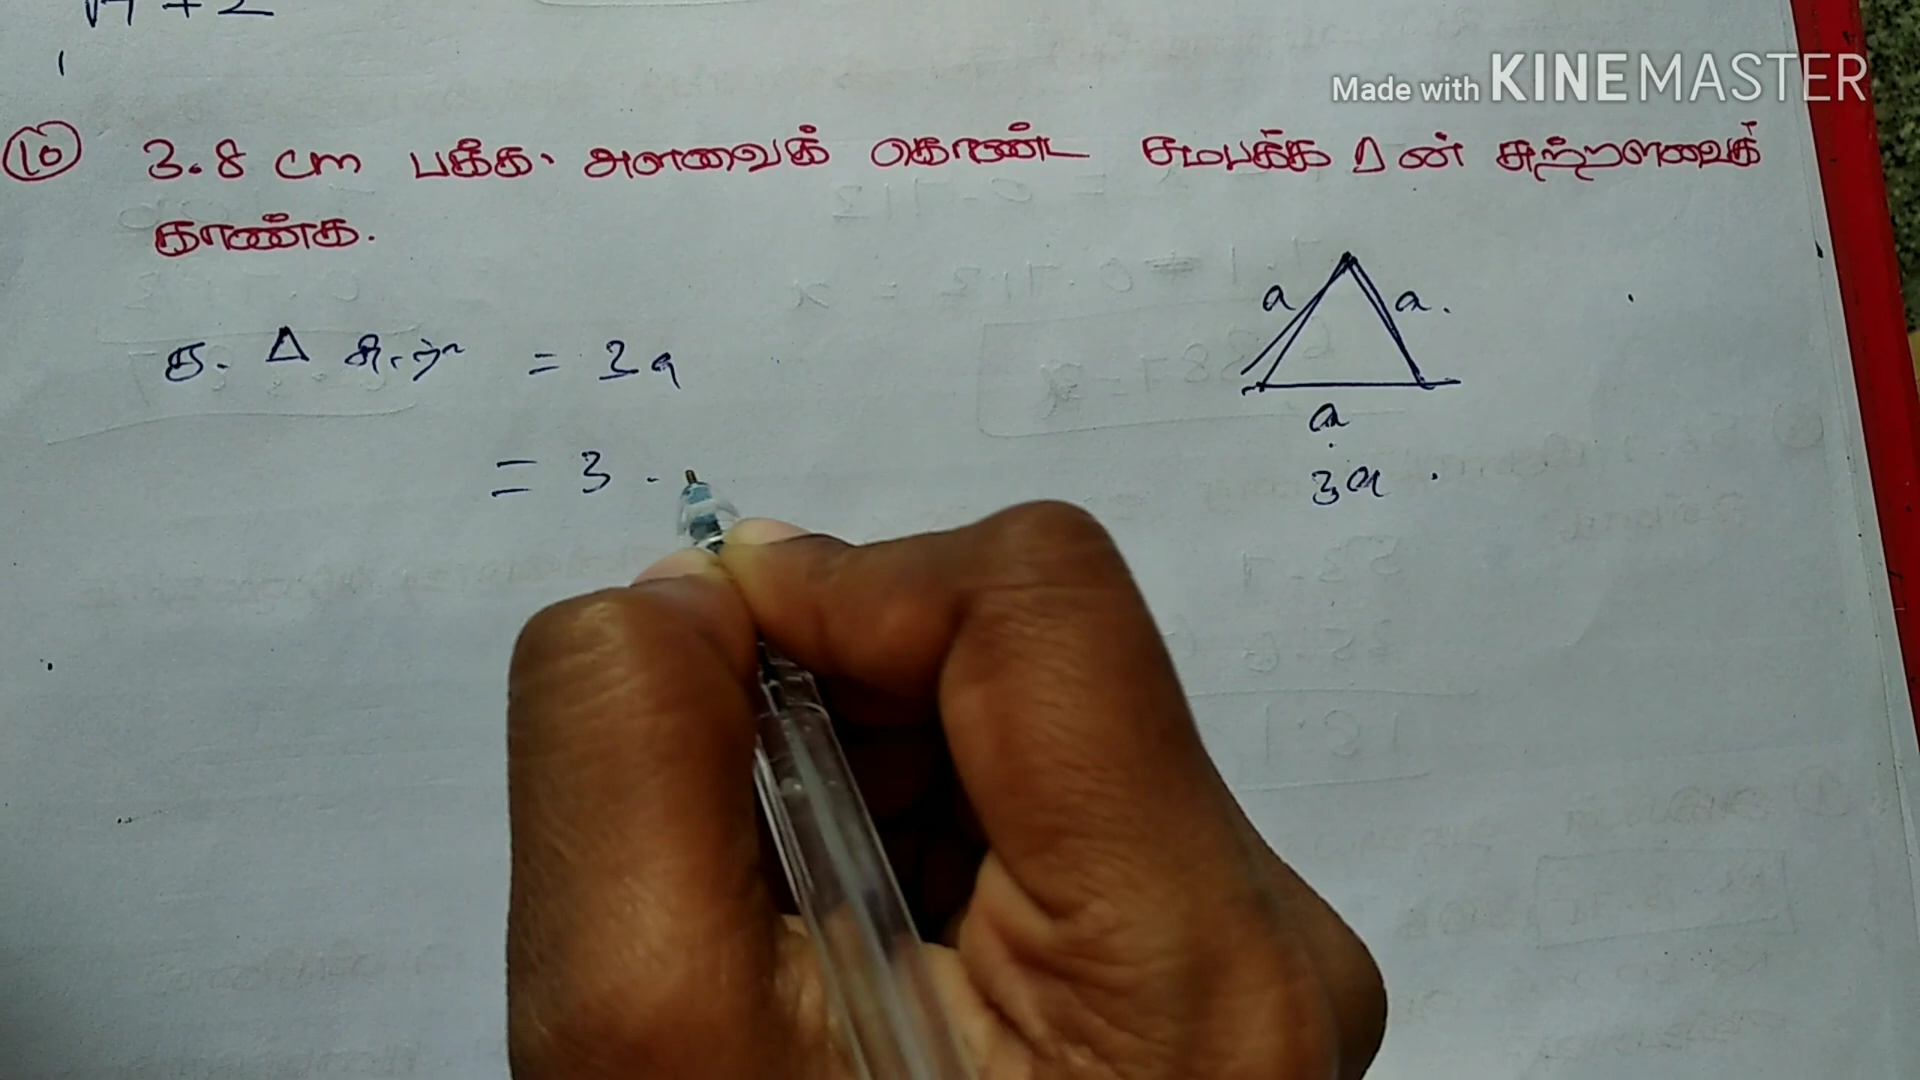 Made with KINEMASTER
10 3.8 cm பக்க அளவைக் கொண்ட சமபக்க Δ ன் சுற்றளவைக்
காண்க.
a a.
ச. Δ சுற் = 3a
a
= 3 .
3a .